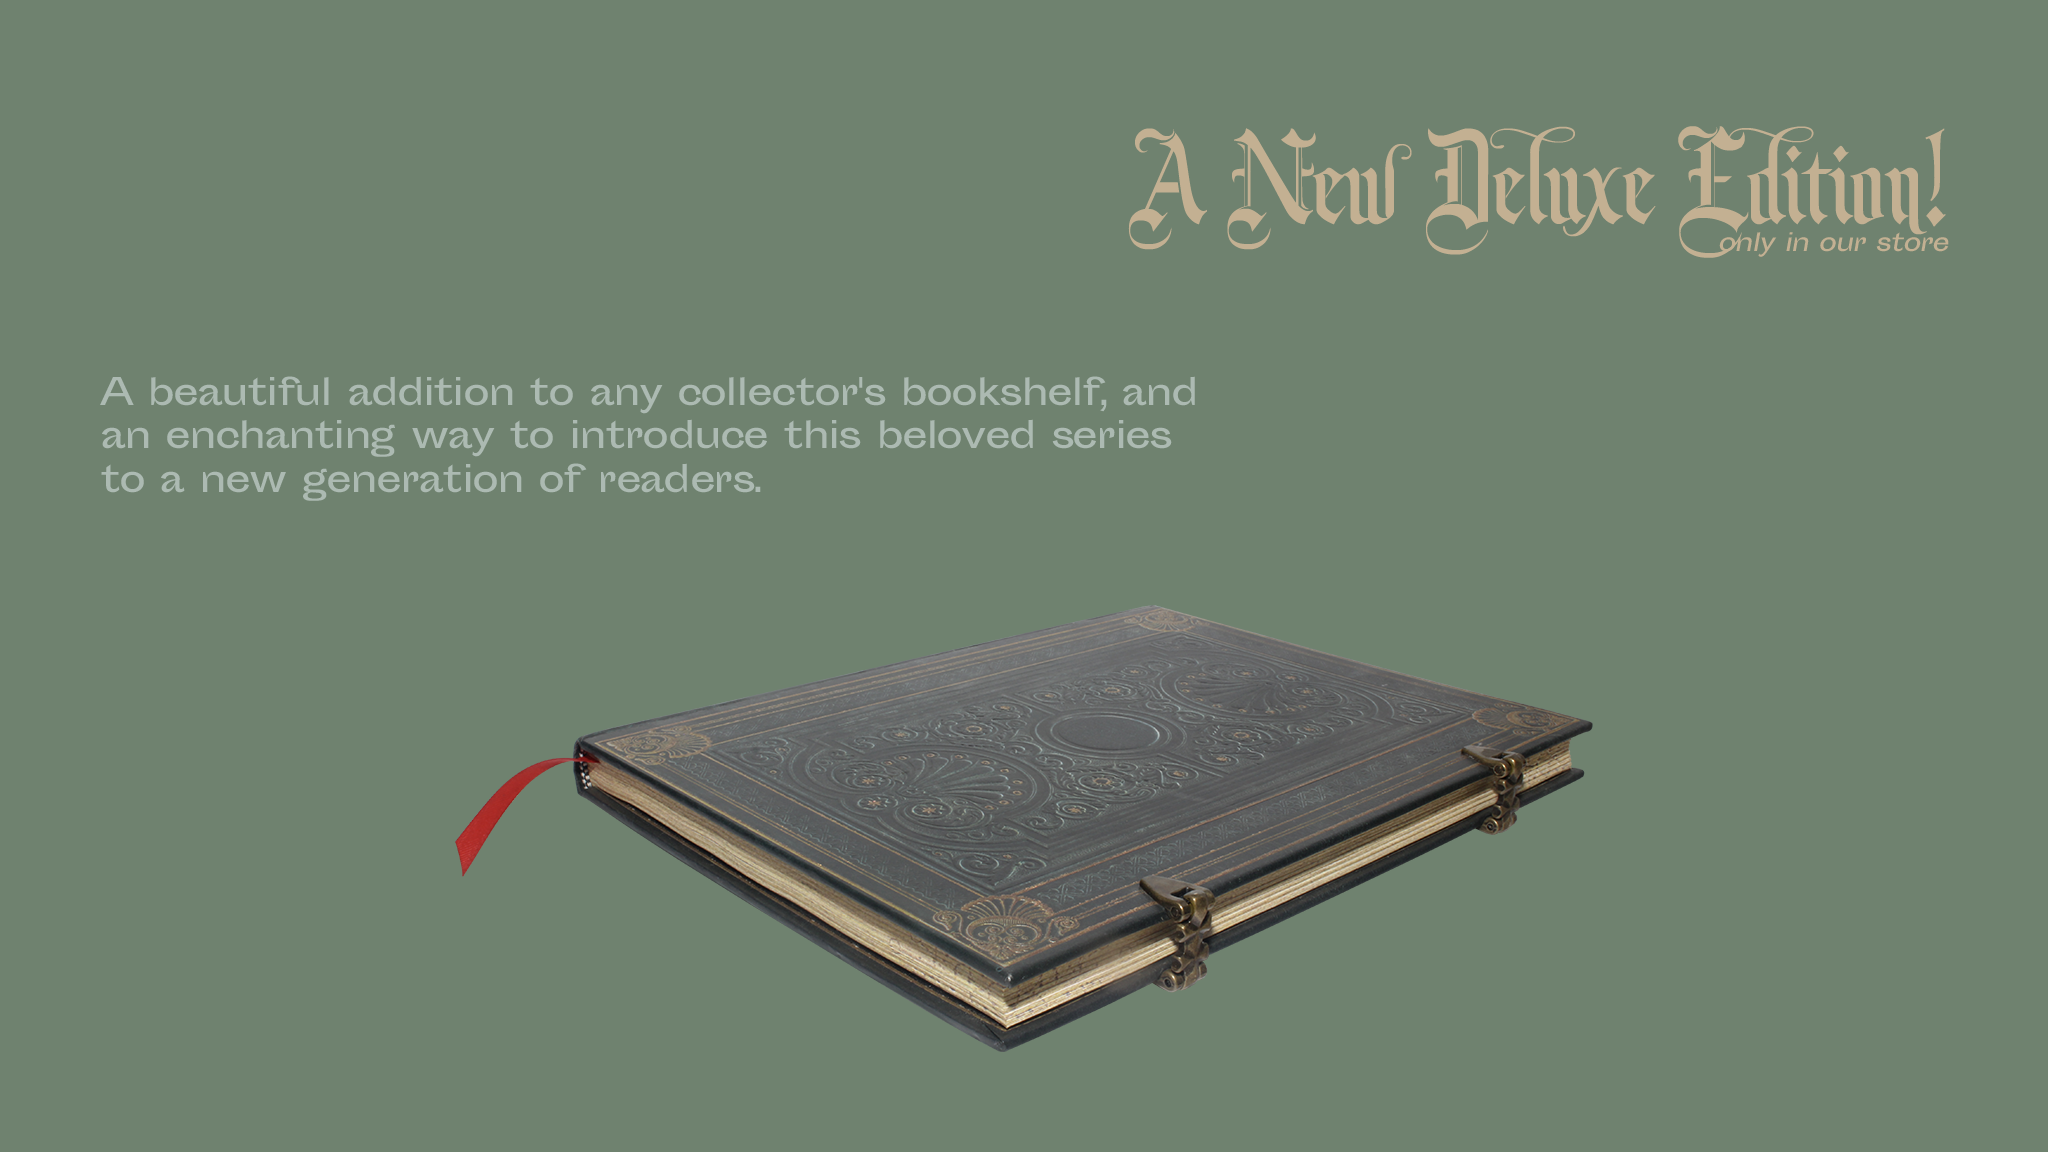 A New Deluxe Edition!
only in our store
A beautiful addition to any collector's bookshelf, and
an enchanting way to introduce this beloved series
to a new generation of readers.